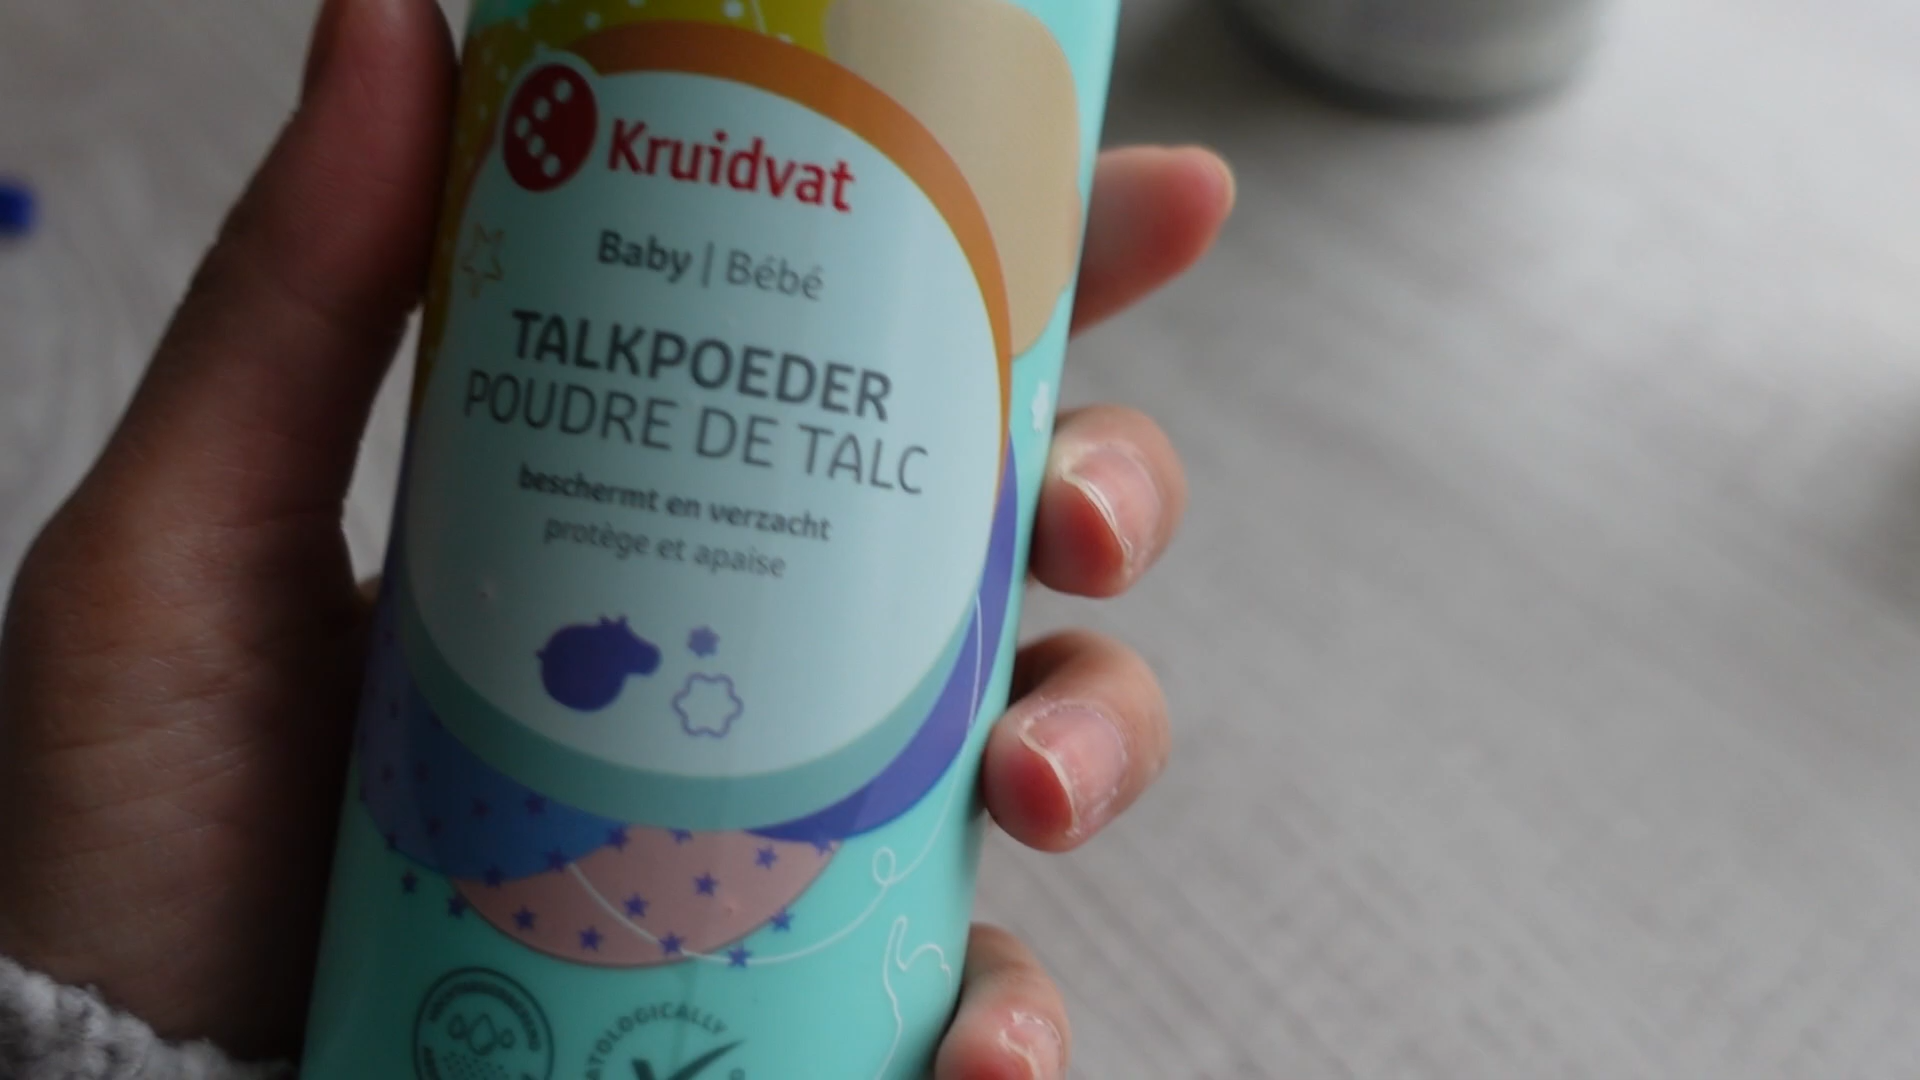 Kruidvat
Baby | Bébé
TALKPOEDER
POUDRE DE TALC
beschermt en verzacht
protège et apaise